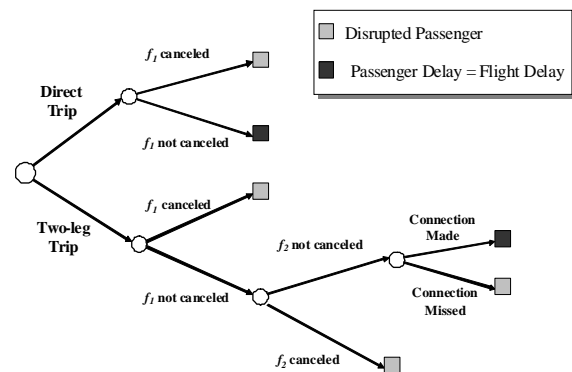 Disrupted Passenger
Passenger Delay = Flight Delay
f1 canceled
Direct
Trip
f1 not canceled
f1 canceled
Two-leg
Trip
f2 not canceled
Connection
Made
f1 not canceled
Connection
Missed
f2 canceled